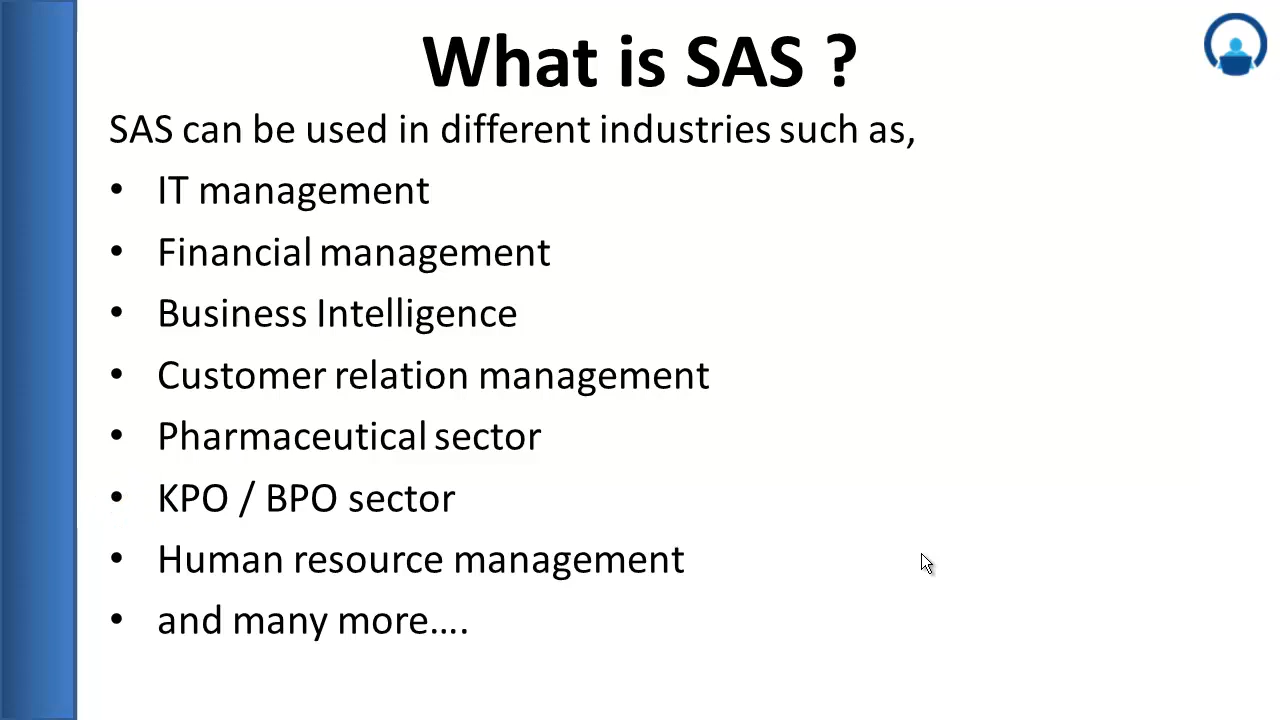 What is SAS ?
SAS can be used in different industries such as,
• IT management
• Financial management
• Business Intelligence
• Customer relation management
• Pharmaceutical sector
• KPO / BPO sector
• Human resource management
• and many more....